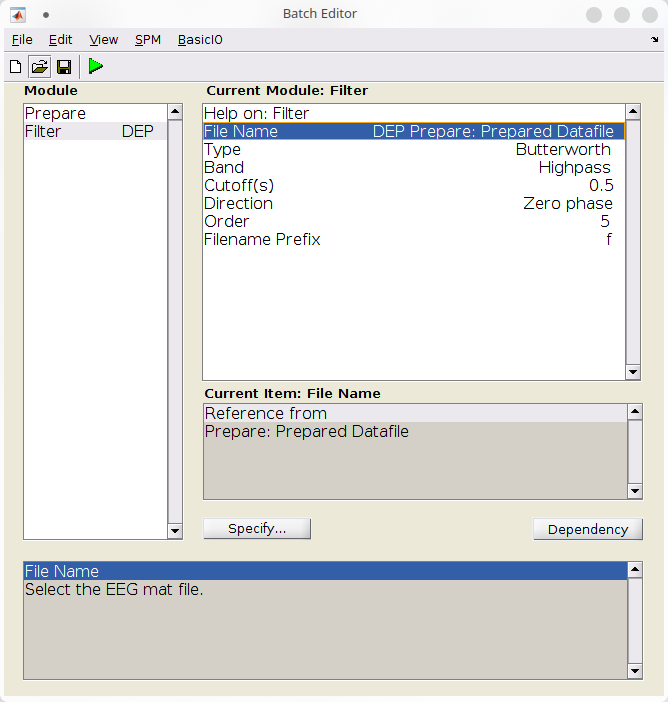 Batch Editor
File Edit View SPM BasicIO
Module
Prepare
Filter DEP
Current Module: Filter
Help on: Filter
File Name DEP Prepare: Prepared Datafile
Type Butterworth
Band Highpass
Cutoff(s) 0.5
Direction Zero phase
Order 5
Filename Prefix f
Current Item: File Name
Reference from
Prepare: Prepared Datafile
Specify... Dependency
File Name
Select the EEG mat file.